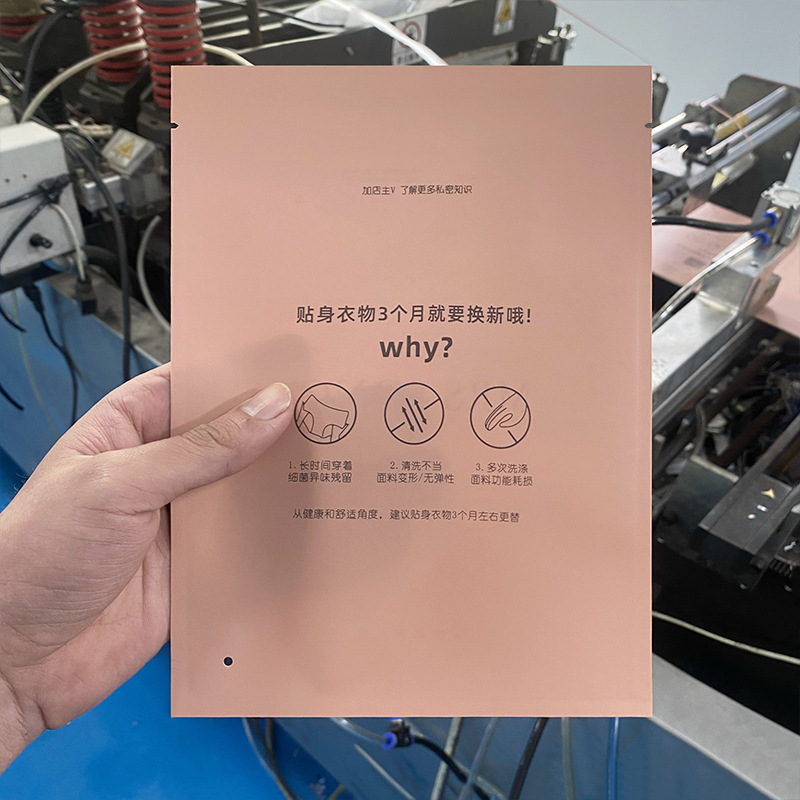 加店主V 了解更多私密知识
贴身衣物3个月就要换新哦!
why?
1.长时间穿着
细菌异味残留
2.清洗不当
面料变形/无弹性
3.多次洗涤
面料功能耗损
从健康和舒适角度，建议贴身衣物3个月左右更替